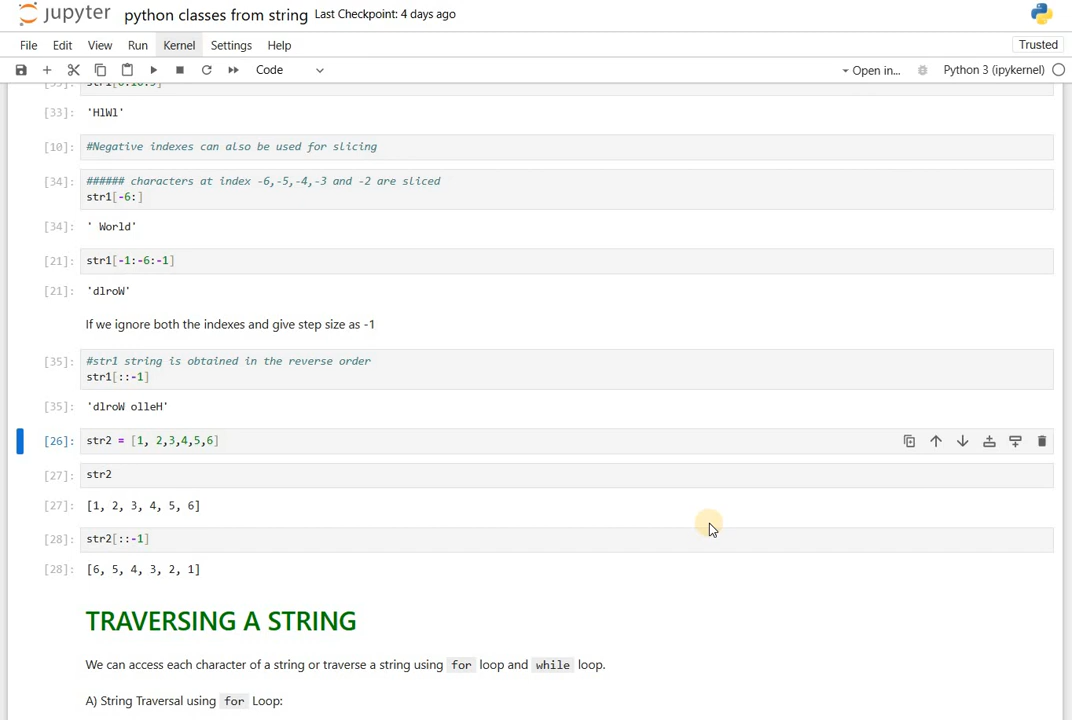 jupyter python classes from string Last Checkpoint: 4 days ago
File Edit View Run Kernel Settings Help Trusted
Code Open in... Python 3 (ipykernel)
[33]: 'HlWl'
[10]: #Negative indexes can also be used for slicing
[34]: ###### characters at index -6,-5,-4,-3 and -2 are sliced
str1[-6:]
[34]: ' World'
[21]: str1[-1:-6:-1]
[21]: 'dlroW'
If we ignore both the indexes and give step size as -1
[35]: #str1 string is obtained in the reverse order
str1[::-1]
[35]: 'dlroW olleH'
[26]: str2 = [1, 2,3,4,5,6]
[27]: str2
[27]: [1, 2, 3, 4, 5, 6]
[28]: str2[::-1]
[28]: [6, 5, 4, 3, 2, 1]
TRAVERSING A STRING
We can access each character of a string or traverse a string using for loop and while loop.
A) String Traversal using for Loop: